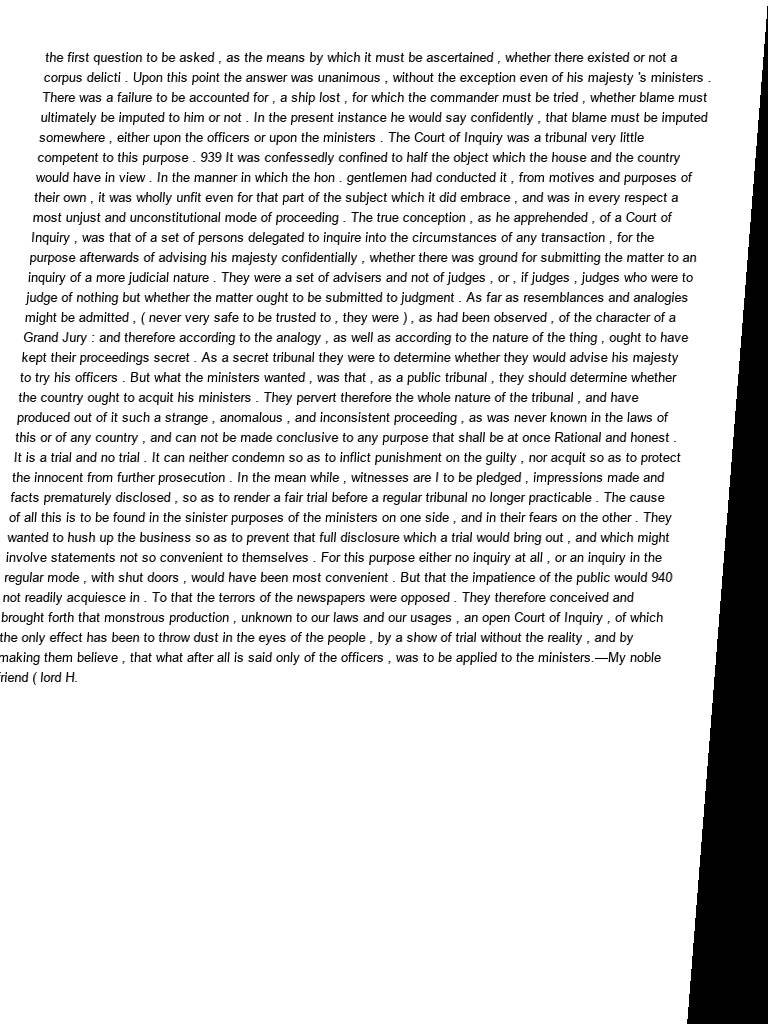 the first question to be asked , as the means by which it must be ascertained , whether there existed or not a
corpus delicti . Upon this point the answer was unanimous , without the exception even of his majesty 's ministers .
There was a failure to be accounted for , a ship lost , for which the commander must be tried , whether blame must
ultimately be imputed to him or not . In the present instance he would say confidently , that blame must be imputed
somewhere , either upon the officers or upon the ministers . The Court of Inquiry was a tribunal very little
competent to this purpose . 939 It was confessedly confined to half the object which the house and the country
would have in view . In the manner in which the hon . gentlemen had conducted it , from motives and purposes of
their own , it was wholly unfit even for that part of the subject which it did embrace , and was in every respect a
most unjust and unconstitutional mode of proceeding . The true conception , as he apprehended , of a Court of
Inquiry , was that of a set of persons delegated to inquire into the circumstances of any transaction , for the
purpose afterwards of advising his majesty confidentially , whether there was ground for submitting the matter to an
inquiry of a more judicial nature . They were a set of advisers and not of judges , or , if judges , judges who were to
judge of nothing but whether the matter ought to be submitted to judgment . As far as resemblances and analogies
might be admitted , ( never very safe to be trusted to , they were ) , as had been observed , of the character of a
Grand Jury : and therefore according to the analogy , as well as according to the nature of the thing , ought to have
kept their proceedings secret . As a secret tribunal they were to determine whether they would advise his majesty
to try his officers . But what the ministers wanted , was that , as a public tribunal , they should determine whether
the country ought to acquit his ministers . They pervert therefore the whole nature of the tribunal , and have
produced out of it such a strange , anomalous , and inconsistent proceeding , as was never known in the laws of
this or of any country , and can not be made conclusive to any purpose that shall be at once Rational and honest .
It is a trial and no trial . It can neither condemn so as to inflict punishment on the guilty , nor acquit so as to protect
the innocent from further prosecution . In the mean while , witnesses are I to be pledged , impressions made and
facts prematurely disclosed , so as to render a fair trial before a regular tribunal no longer practicable . The cause
of all this is to be found in the sinister purposes of the ministers on one side , and in their fears on the other . They
wanted to hush up the business so as to prevent that full disclosure which a trial would bring out , and which might
involve statements not so convenient to themselves . For this purpose either no inquiry at all , or an inquiry in the
regular mode , with shut doors , would have been most convenient . But that the impatience of the public would 940
not readily acquiesce in . To that the terrors of the newspapers were opposed . They therefore conceived and
brought forth that monstrous production , unknown to our laws and our usages , an open Court of Inquiry , of which
the only effect has been to throw dust in the eyes of the people , by a show of trial without the reality , and by
making them believe , that what after all is said only of the officers , was to be applied to the ministers.—My noble
friend ( lord H.